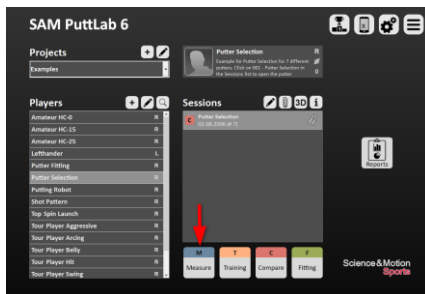 SAM PuttLab 6
Projects
Examples
Putter Selection R
Example for Putter Selection for 7 different
putters. Click on 001 - Putter Selection in
the Sessions list to open the putter 0
Players
Amateur HC-0 R
Amateur HC-15 R
Amateur HC-25 R
Lefthander L
Putter Fitting R
Putter Selection R
Putting Robot R
Shot Pattern R
Top Spin Launch R
Tour Player Aggressive R
Tour Player Arcing R
Tour Player Belly R
Tour Player Hit R
Tour Player Swing R
Sessions
3D i
C Putter Selection
Reports
M T C F
Measure Training Compare Fitting
Science&Motion
Sports